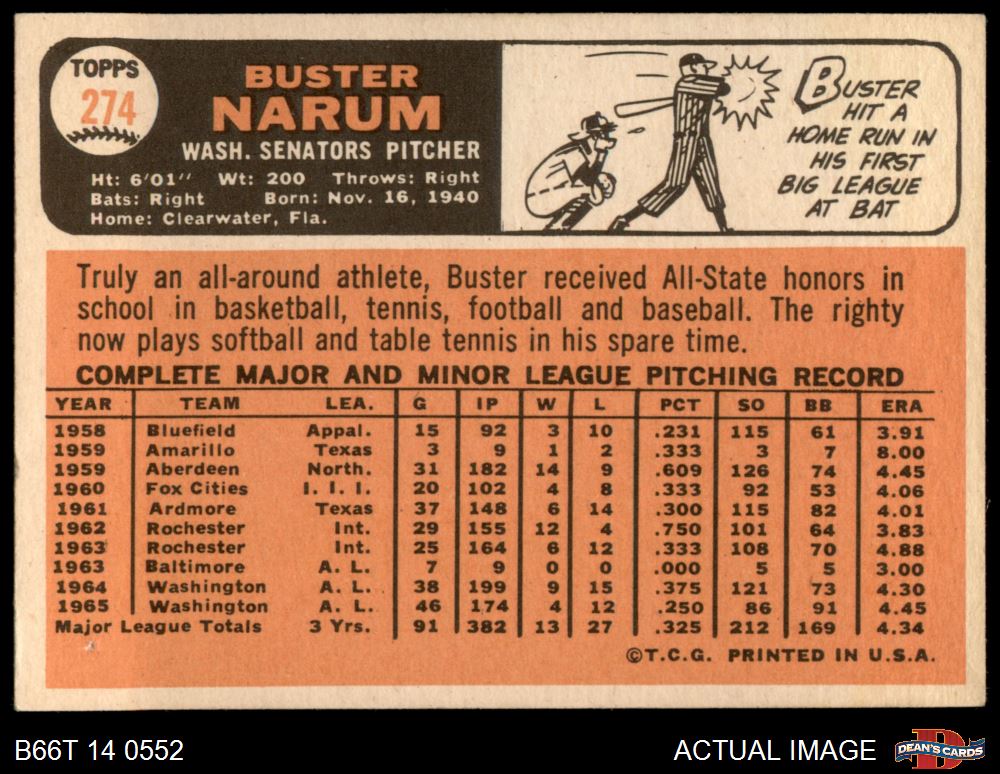 TOPPS
274
BUSTER
NARUM
WASH. SENATORS PITCHER
Ht: 6'01" Wt: 200 Throws: Right
Bats: Right Born: Nov. 16, 1940
Home: Clearwater, Fla.
BUSTER
HIT A
HOME RUN IN
HIS FIRST
BIG LEAGUE
AT BAT
Truly an all-around athlete, Buster received All-State honors in
school in basketball, tennis, football and baseball. The righty
now plays softball and table tennis in his spare time.
COMPLETE MAJOR AND MINOR LEAGUE PITCHING RECORD
YEAR TEAM LEA. G IP W L PCT SO BB ERA
1958 Bluefield Appal. 15 92 3 10 .231 115 61 3.91
1959 Amarillo Texas 3 9 1 2 .333 3 7 8.00
1959 Aberdeen North. 31 182 14 9 .609 126 74 4.45
1960 Fox Cities I. I. I. 20 102 4 8 .333 92 53 4.06
1961 Ardmore Texas 37 148 6 14 .300 115 82 4.01
1962 Rochester Int. 29 155 12 4 .750 101 64 3.83
1963 Rochester Int. 25 164 6 12 .333 108 70 4.88
1963 Baltimore A. L. 7 9 0 0 .000 5 5 3.00
1964 Washington A. L. 38 199 9 15 .375 121 73 4.30
1965 Washington A. L. 46 174 4 12 .250 86 91 4.45
Major League Totals 3 Yrs. 91 382 13 27 .325 212 169 4.34
©T.C.G. PRINTED IN U.S.A.
B66T 14 0552
ACTUAL IMAGE
DEAN'S CARDS